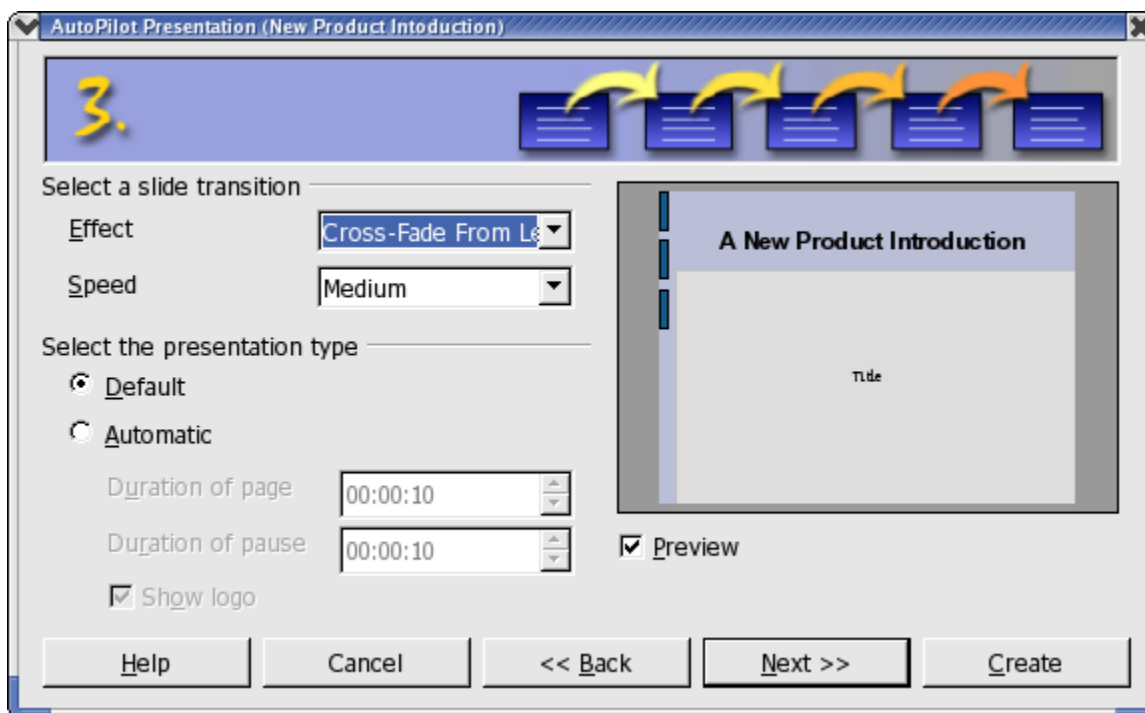 AutoPilot Presentation (New Product Intoduction)
3.
Select a slide transition
Effect
Cross-Fade From Le
Speed
Medium
A New Product Introduction
Title
Select the presentation type
Default
Automatic
Duration of page
00:00:10
Duration of pause
00:00:10
Preview
Show logo
Help
Cancel
<< Back
Next >>
Create